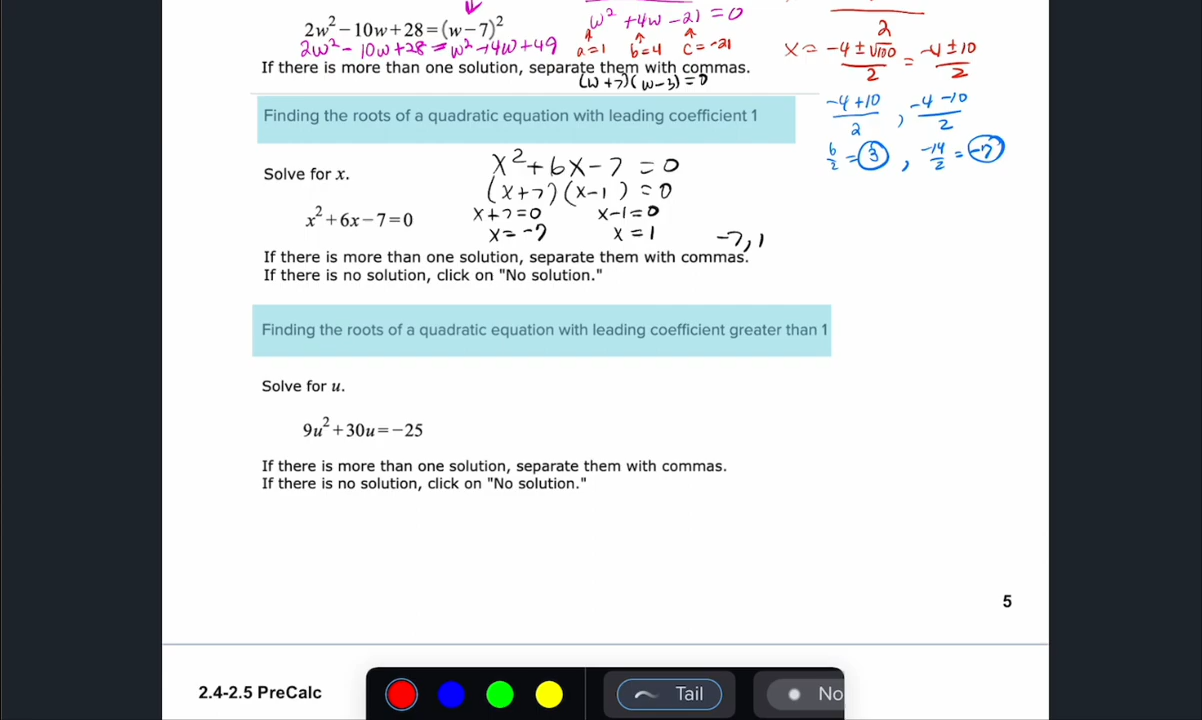 w² + 4w - 21 = 0
2
2w² − 10w + 28 = (w − 7)²
2w² - 10w + 28 = w² - 14w + 49
a = 1 b = 4 c = -21
x = -4 ± √100 / 2 = -4 ± 10 / 2
If there is more than one solution, separate them with commas.
(w + 7)(w - 3) = 0
-4 + 10 / 2 , -4 - 10 / 2
6/2 = 3 , -14/2 = -7
Finding the roots of a quadratic equation with leading coefficient 1
Solve for x.
x² + 6x - 7 = 0
(x + 7)(x - 1) = 0
x² + 6x − 7 = 0
x + 7 = 0 x - 1 = 0
x = -7 x = 1
-7, 1
If there is more than one solution, separate them with commas.
If there is no solution, click on "No solution."
Finding the roots of a quadratic equation with leading coefficient greater than 1
Solve for u.
9u² + 30u = −25
If there is more than one solution, separate them with commas.
If there is no solution, click on "No solution."
5
2.4-2.5 PreCalc
Tail
No